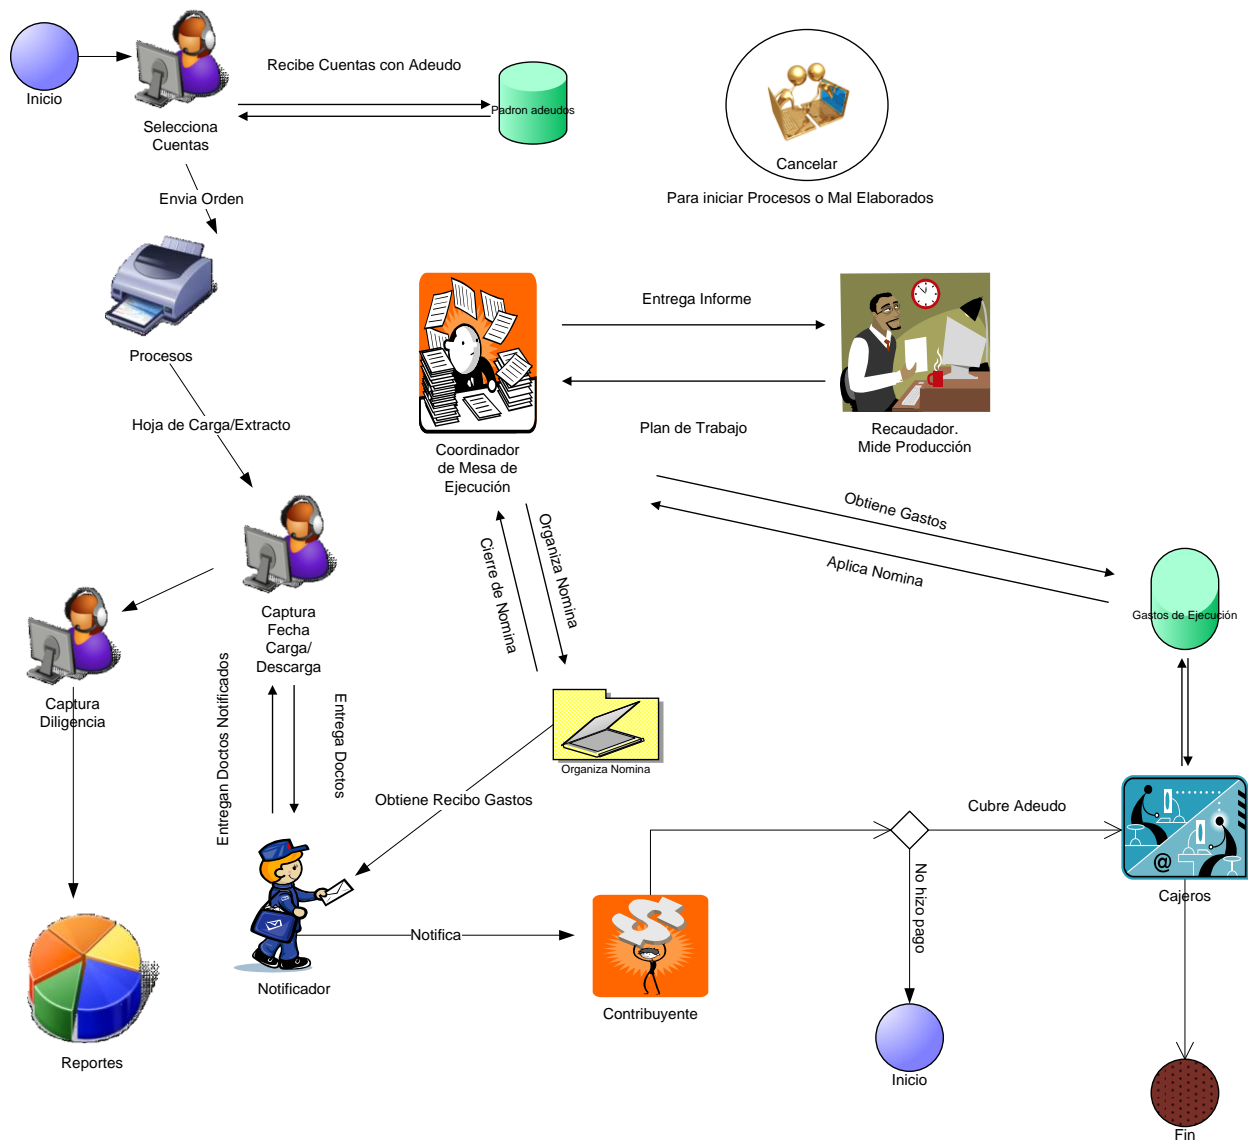 Inicio
Selecciona
Cuentas
Recibe Cuentas con Adeudo
Padron adeudos
Cancelar
Para iniciar Procesos o Mal Elaborados
Envia Orden
Procesos
Entrega Informe
Plan de Trabajo
Recaudador.
Mide Producción
Coordinador
de Mesa de
Ejecución
Hoja de Carga/Extracto
Obtiene Gastos
Aplica Nomina
Gastos de Ejecución
Organiza Nomina
Cierre de Nomina
Captura
Fecha
Carga/
Descarga
Captura
Diligencia
Entregan Doctos Notificados
Entrega Doctos
Organiza Nomina
Obtiene Recibo Gastos
Cubre Adeudo
Cajeros
No hizo pago
Notifica
Notificador
Contribuyente
Reportes
Inicio
Fin
@